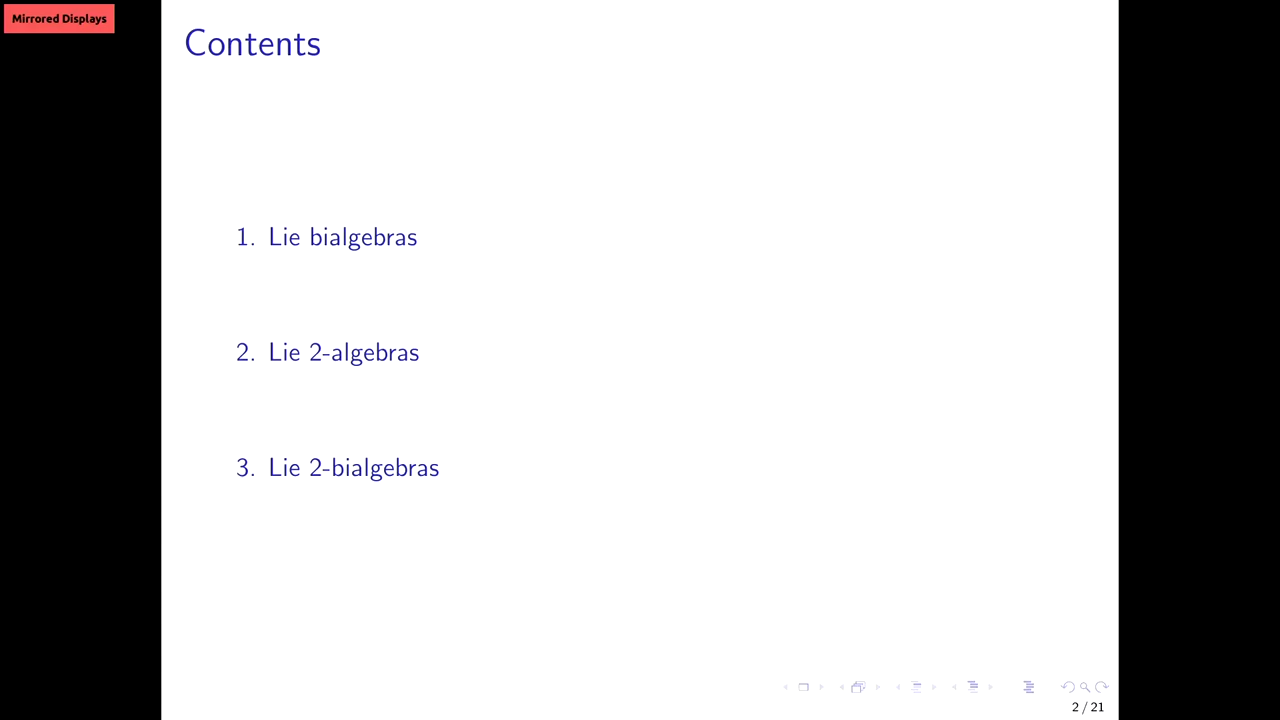 Mirrored Displays
Contents
1. Lie bialgebras
2. Lie 2-algebras
3. Lie 2-bialgebras
2 / 21